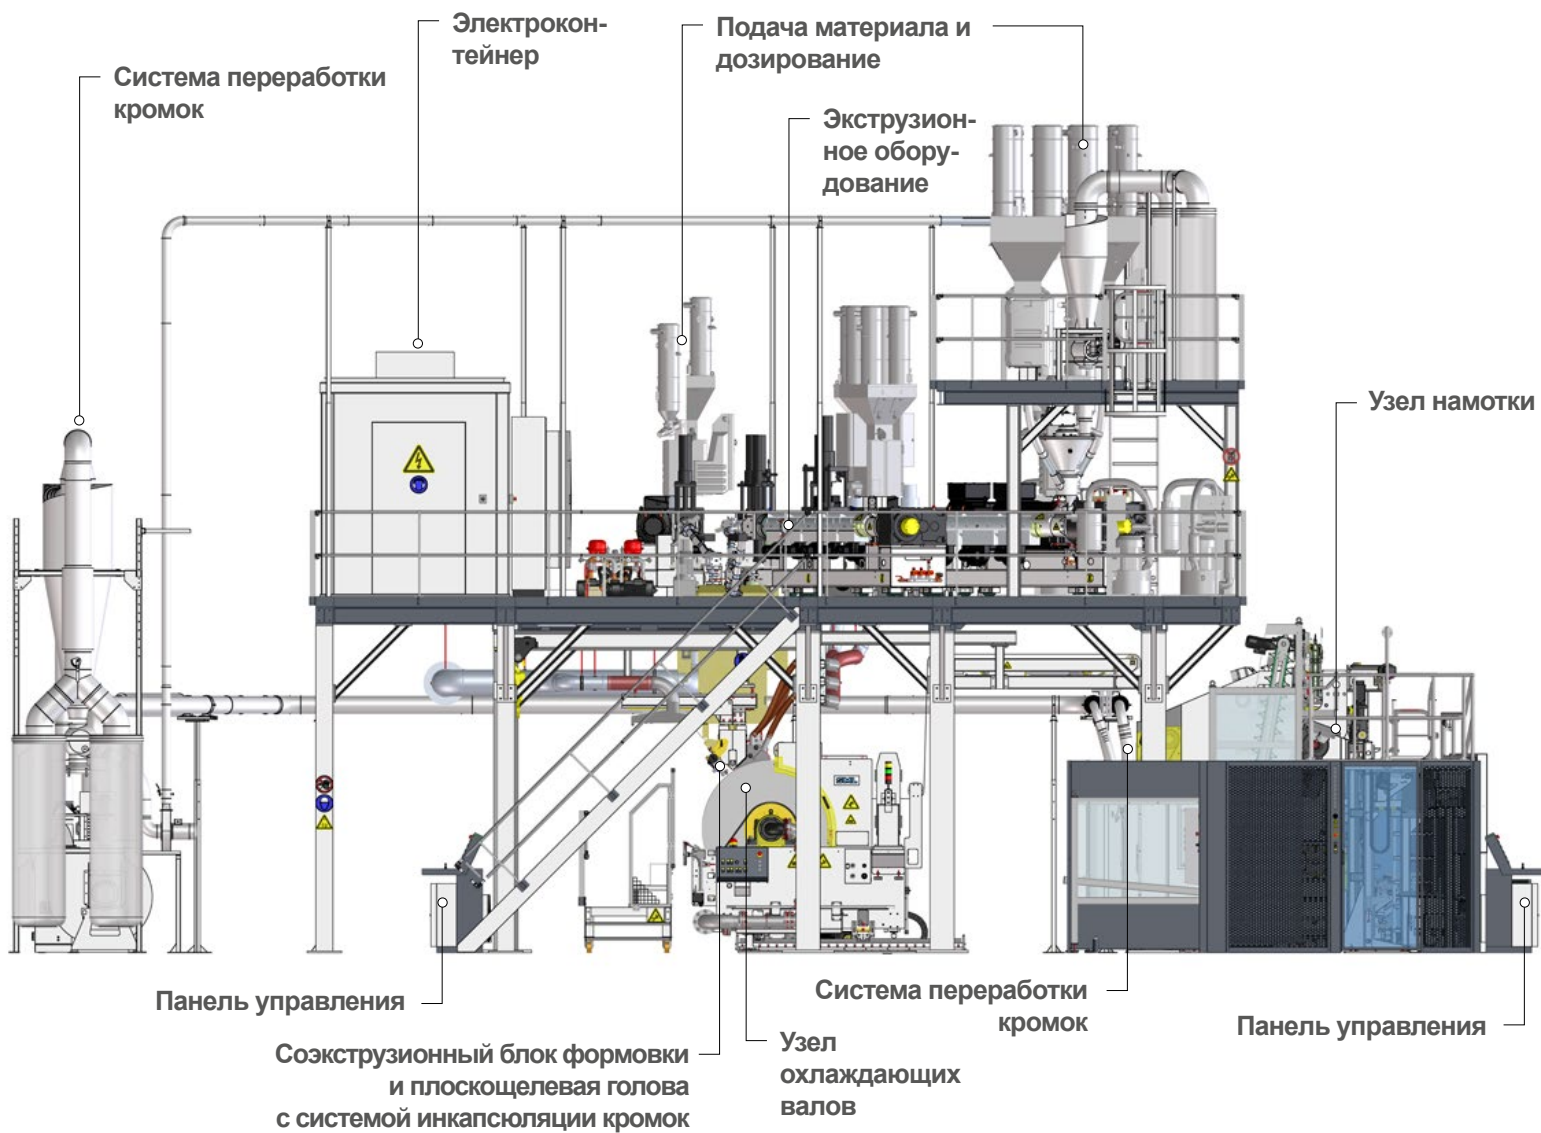 Электрокон-
тейнер
Подача материала и
дозирование
Система переработки
кромок
Экструзион-
ное обору-
дование
Узел намотки
SML
Панель управления
Система переработки
кромок
Панель управления
Соэкструзионный блок формовки
и плоскощелевая голова
с системой инкапсюляции кромок
Узел
охлаждающих
валов